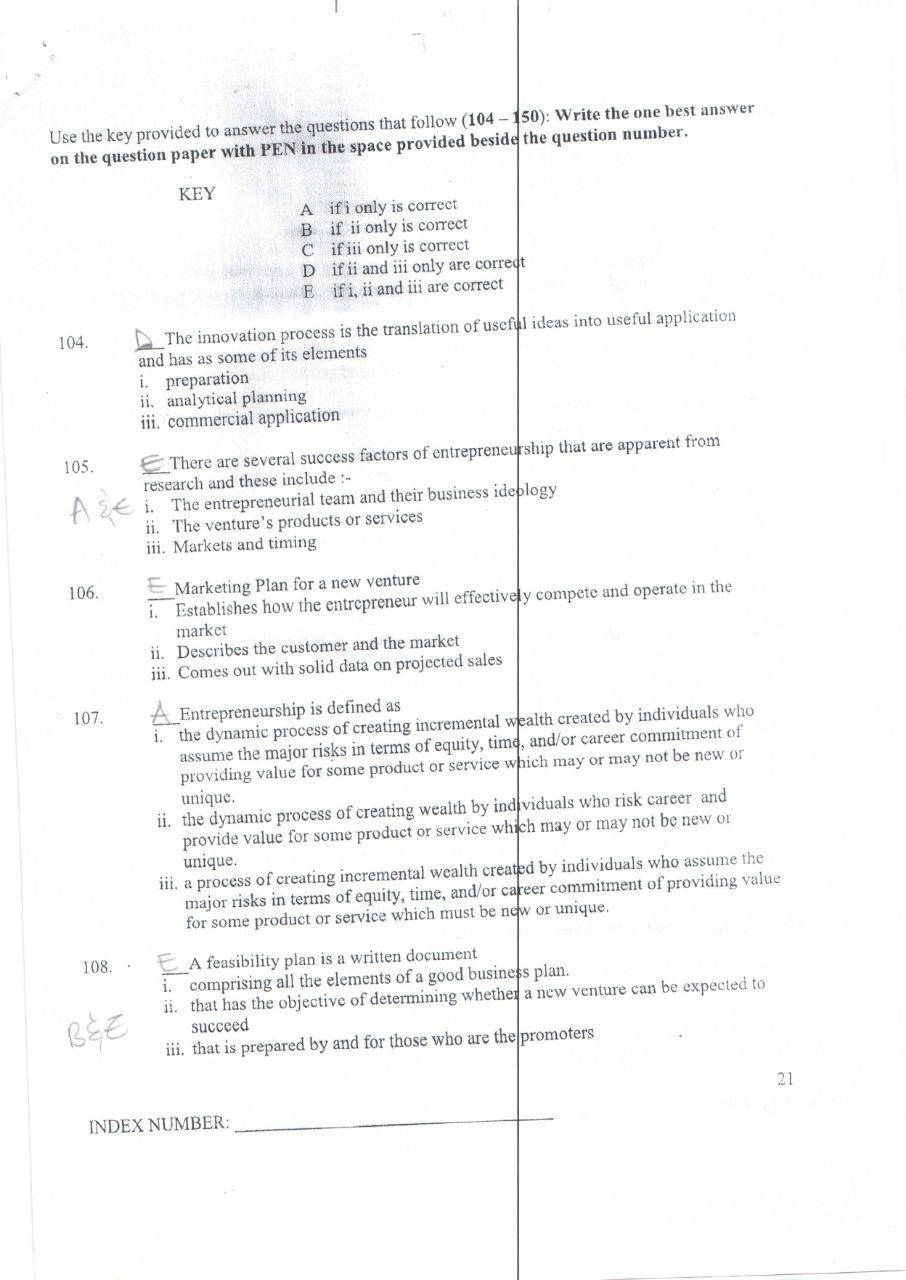 Use the key provided to answer the questions that follow (104 – 150): Write the one best answer
on the question paper with PEN in the space provided beside the question number.
KEY
A if i only is correct
B if ii only is correct
C if iii only is correct
D if ii and iii only are correct
E if i, ii and iii are correct
104. D The innovation process is the translation of useful ideas into useful application
and has as some of its elements
i. preparation
ii. analytical planning
iii. commercial application
105. E There are several success factors of entrepreneurship that are apparent from
research and these include :-
A & E
i. The entrepreneurial team and their business ideology
ii. The venture's products or services
iii. Markets and timing
106. E Marketing Plan for a new venture
i. Establishes how the entrepreneur will effectively compete and operate in the
market
ii. Describes the customer and the market
iii. Comes out with solid data on projected sales
107. A Entrepreneurship is defined as
i. the dynamic process of creating incremental wealth created by individuals who
assume the major risks in terms of equity, time, and/or career commitment of
providing value for some product or service which may or may not be new or
unique.
ii. the dynamic process of creating wealth by individuals who risk career and
provide value for some product or service which may or may not be new or
unique.
iii. a process of creating incremental wealth created by individuals who assume the
major risks in terms of equity, time, and/or career commitment of providing value
for some product or service which must be new or unique.
108. E A feasibility plan is a written document
i. comprising all the elements of a good business plan.
ii. that has the objective of determining whether a new venture can be expected to
succeed
B & E
iii. that is prepared by and for those who are the promoters
21
INDEX NUMBER: